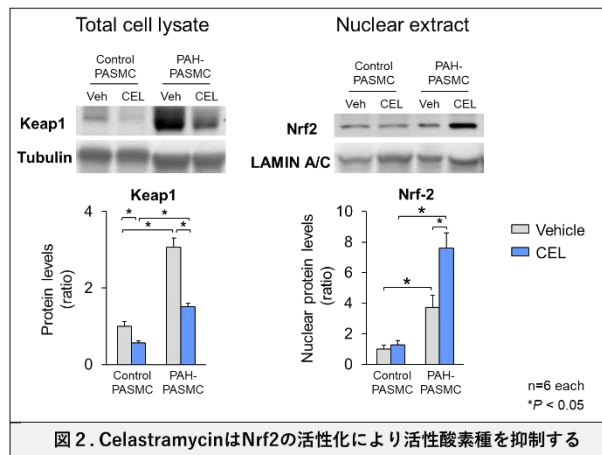 Total cell lysate
Control PASMC
PAH-PASMC
Veh CEL Veh CEL
Keap1
Tubulin
Keap1
*
*
*
*
Protein levels (ratio)
4
2
0
Control PASMC
PAH-PASMC
Nuclear extract
Control PASMC
PAH-PASMC
Veh CEL Veh CEL
Nrf2
LAMIN A/C
Nrf-2
*
*
*
Nuclear protein levels (ratio)
10
8
6
4
2
0
Control PASMC
PAH-PASMC
Vehicle
CEL
n=6 each
*P < 0.05
図２. CelastramycinはNrf2の活性化により活性酸素種を抑制する